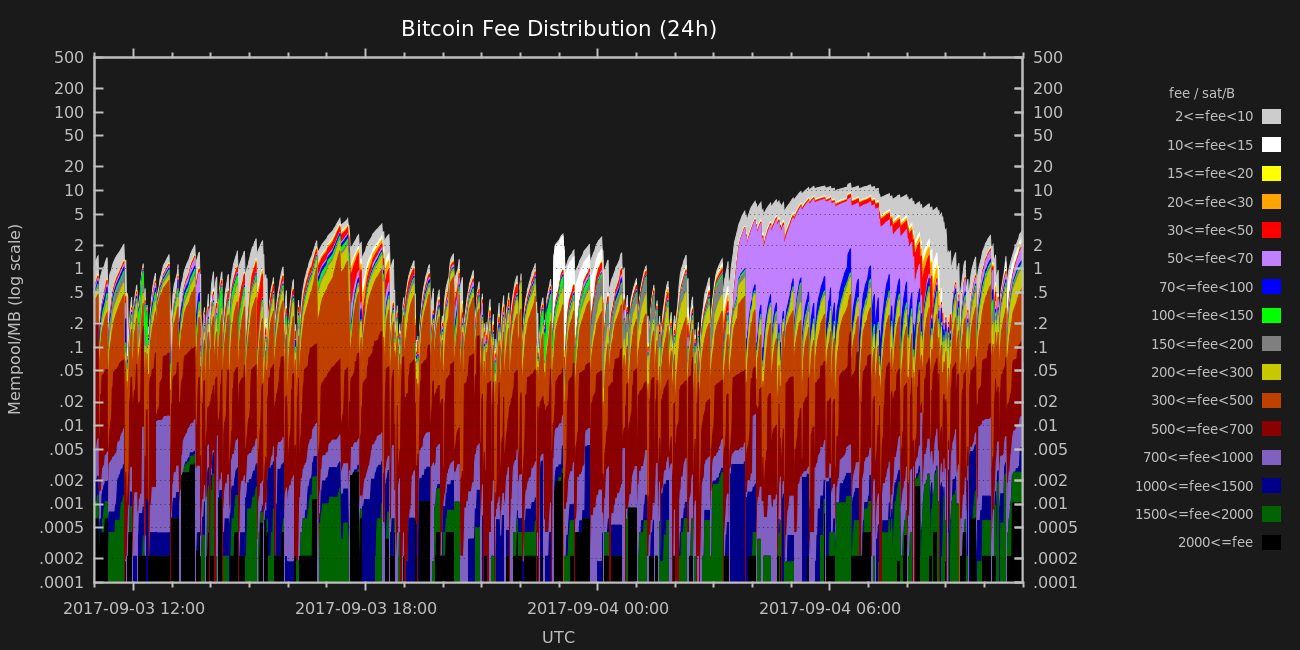 Bitcoin Fee Distribution (24h)
500
200
100
50
20
10
5
2
1
.5
.2
.1
.05
.02
.01
.005
.002
.001
.0005
.0002
.0001
Mempool/MB (log scale)
500
200
100
50
20
10
5
2
1
.5
.2
.1
.05
.02
.01
.005
.002
.001
.0005
.0002
.0001
2017-09-03 12:00 2017-09-03 18:00 2017-09-04 00:00 2017-09-04 06:00
UTC
fee / sat/B
2<=fee<10
10<=fee<15
15<=fee<20
20<=fee<30
30<=fee<50
50<=fee<70
70<=fee<100
100<=fee<150
150<=fee<200
200<=fee<300
300<=fee<500
500<=fee<700
700<=fee<1000
1000<=fee<1500
1500<=fee<2000
2000<=fee